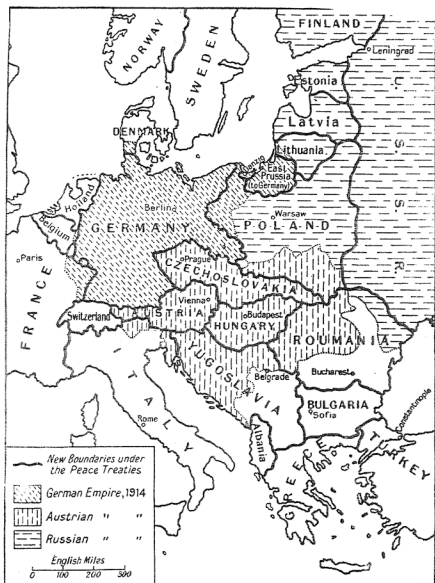 FINLAND
NORWAY
SWEDEN
Leningrad
Estonia
U. S. S. R.
Latvia
DENMARK
Lithuania
Danzig
East
Prussia
(to Germany)
Holland
Berlin
GERMANY
Warsaw
POLAND
Belgium
Paris
Prague
CZECHOSLOVAKIA
FRANCE
Vienna
Switzerland
AUSTRIA
Budapest
HUNGARY
ROUMANIA
YUGOSLAVIA
Belgrade
Bucharest
ITALY
BULGARIA
Sofia
Constantinople
Rome
Albania
TURKEY
GREECE
New Boundaries under
the Peace Treaties
German Empire, 1914
Austrian " "
Russian " "
English Miles
0 100 200 300